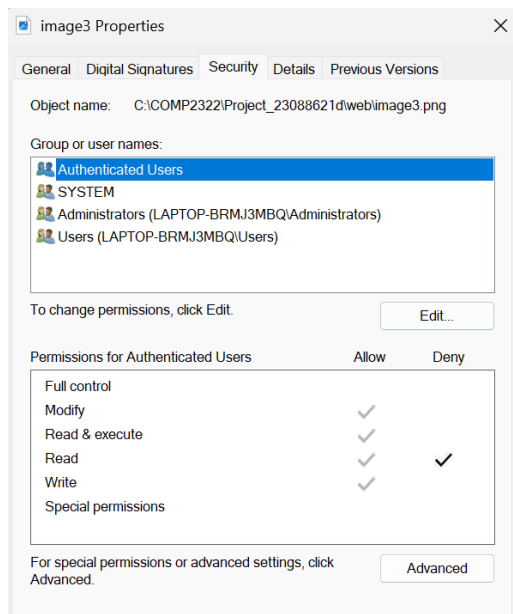 image3 Properties
General Digital Signatures Security Details Previous Versions
Object name: C:\COMP2322\Project_23088621d\web\image3.png
Group or user names:
Authenticated Users
SYSTEM
Administrators (LAPTOP-BRMJ3MBQ\Administrators)
Users (LAPTOP-BRMJ3MBQ\Users)
To change permissions, click Edit.
Edit...
Permissions for Authenticated Users Allow Deny
Full control
Modify
Read & execute
Read
Write
Special permissions
For special permissions or advanced settings, click
Advanced.
Advanced